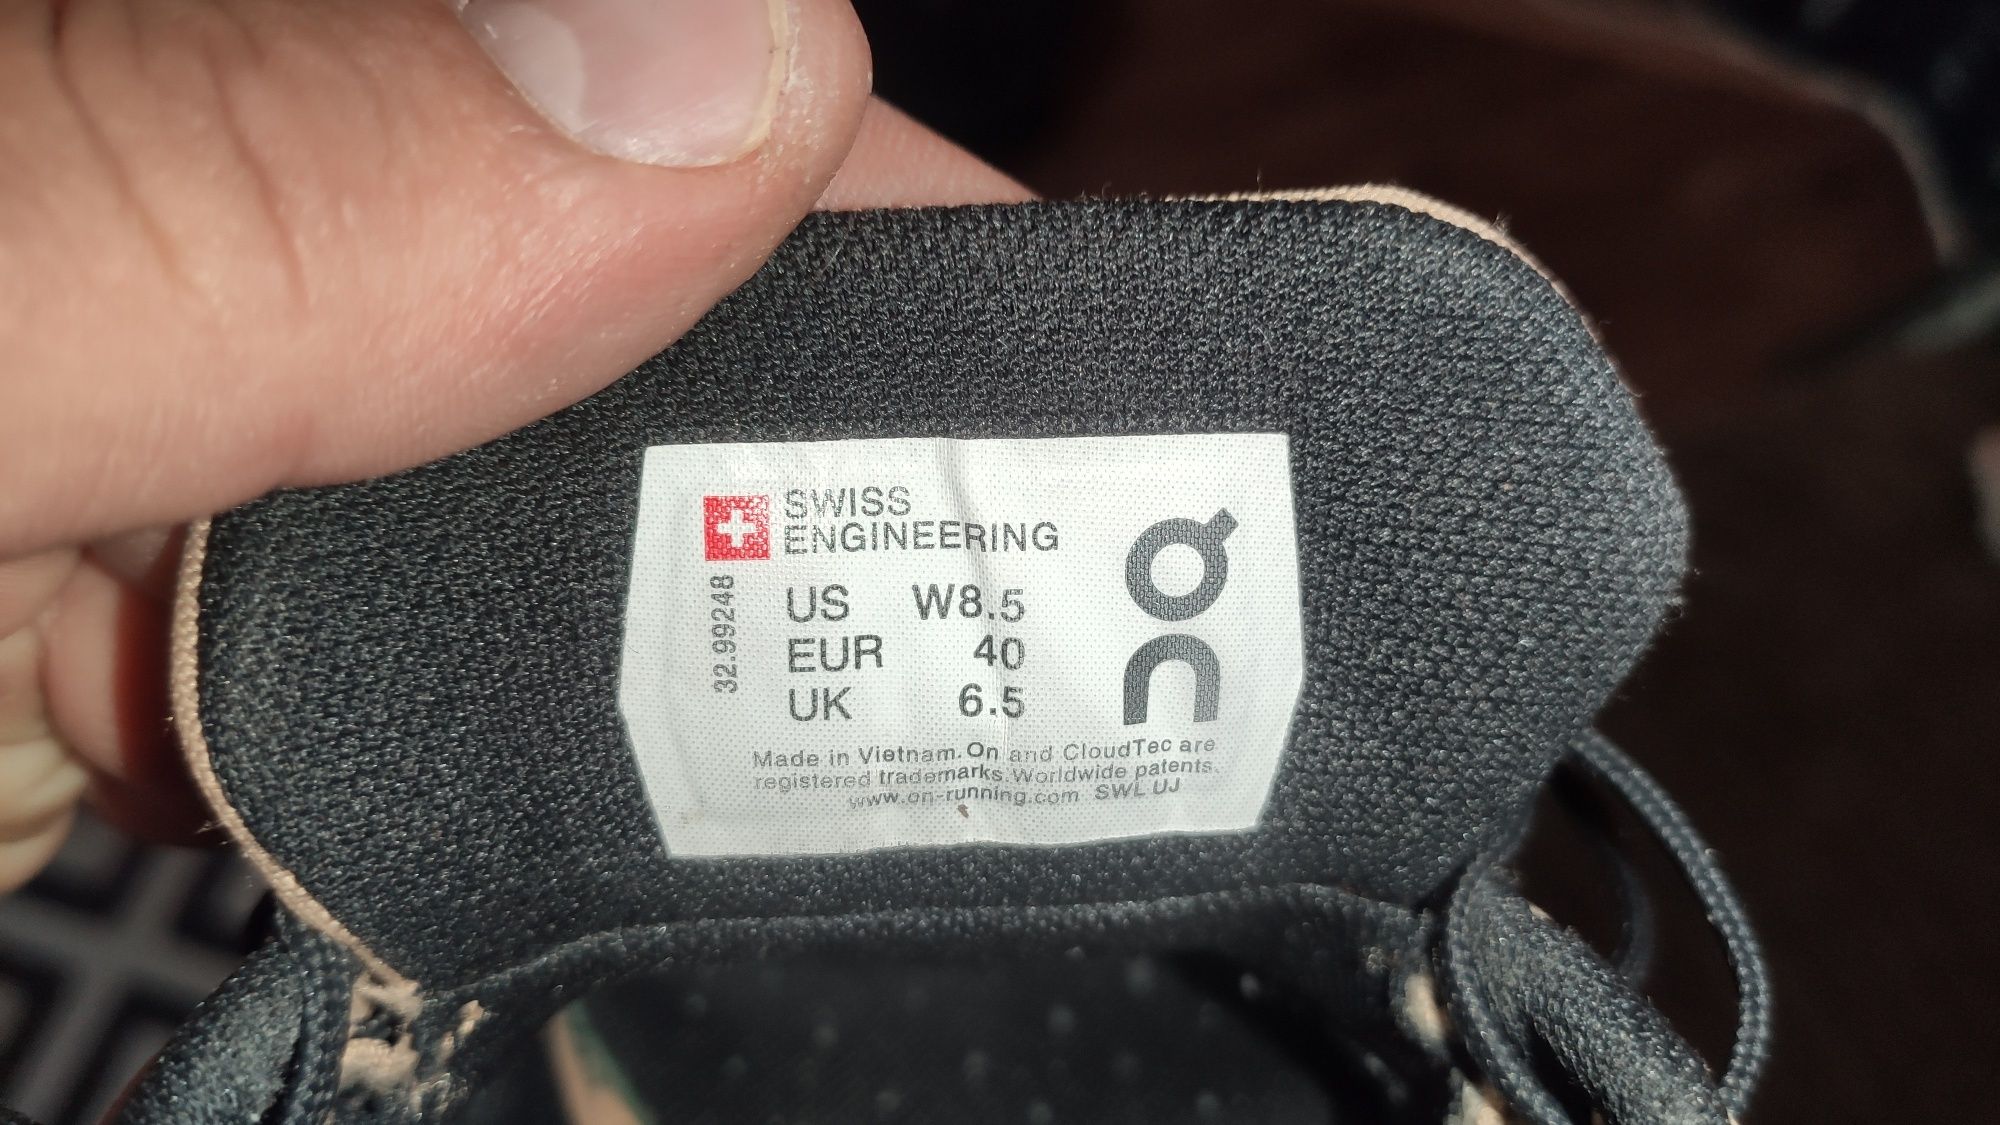 SWISS
ENGINEERING
32.99248
US W8.5
EUR 40
UK 6.5
Made in Vietnam. On and CloudTec are
registered trademarks. Worldwide patents.
www.on-running.com SWL UJ
On